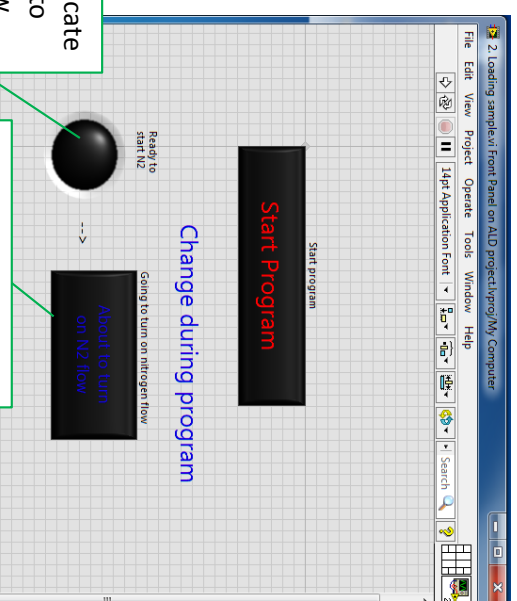 2. Loading sample.vi Front Panel on ALD project.lvproj/My Computer
File Edit View Project Operate Tools Window Help
14pt Application Font
Search
Start program
Start Program
Change during program
Ready to
start N2
-->
Going to turn on nitrogen flow
About to turn
on N2 flow
cate
to